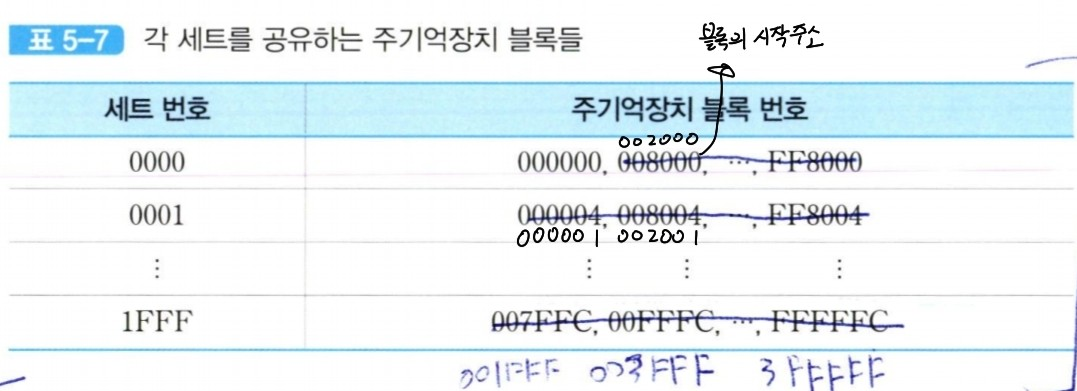 표 5-7 각 세트를 공유하는 주기억장치 블록들
블록의 시작주소
세트 번호 주기억장치 블록 번호
002000
0000 000000, 008000, …, FF8000
0001 000004, 008004, …, FF8004
000001 002001
⋮ ⋮ ⋮ ⋮
1FFF 007FFC, 00FFFC, …, FFFFFC
001FFF 003FFF 3FFFFF